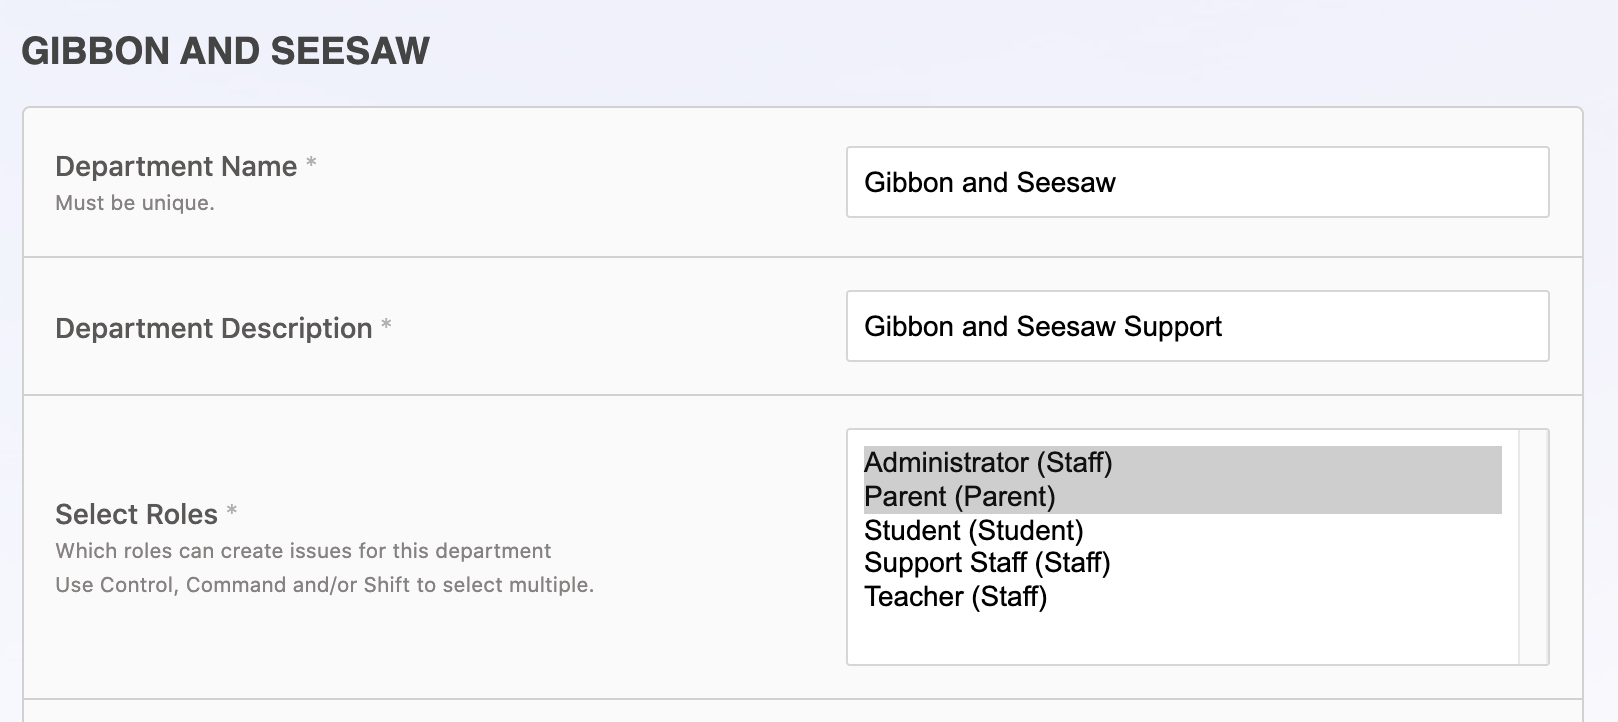 GIBBON AND SEESAW
Department Name *
Must be unique.
Gibbon and Seesaw
Department Description *
Gibbon and Seesaw Support
Select Roles *
Which roles can create issues for this department
Use Control, Command and/or Shift to select multiple.
Administrator (Staff)
Parent (Parent)
Student (Student)
Support Staff (Staff)
Teacher (Staff)